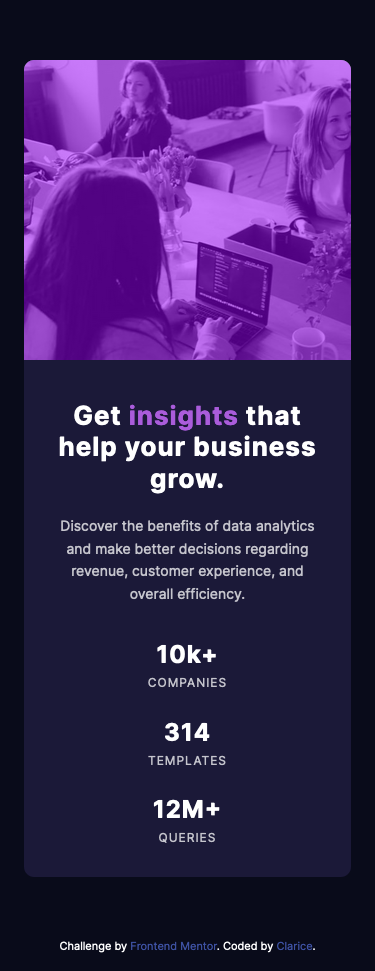 Get insights that
help your business
grow.
Discover the benefits of data analytics
and make better decisions regarding
revenue, customer experience, and
overall efficiency.
10k+
COMPANIES
314
TEMPLATES
12M+
QUERIES
Challenge by Frontend Mentor. Coded by Clarice.